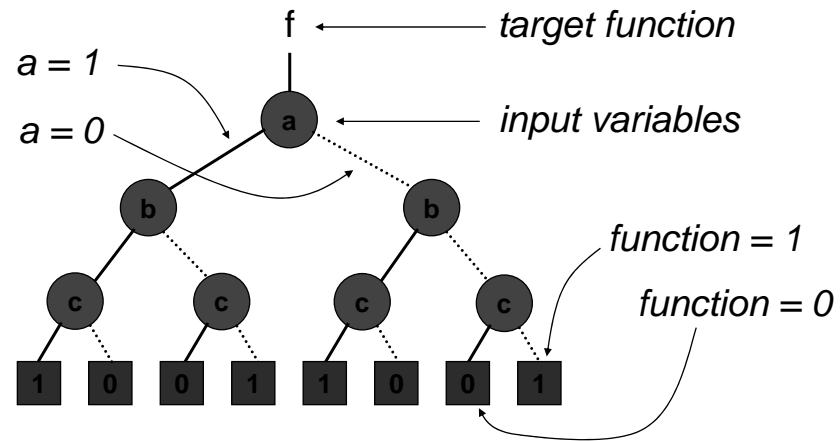 f
target function
a = 1
a
input variables
a = 0
b b
function = 1
c c c c
function = 0
1 0 0 1 1 0 0 1